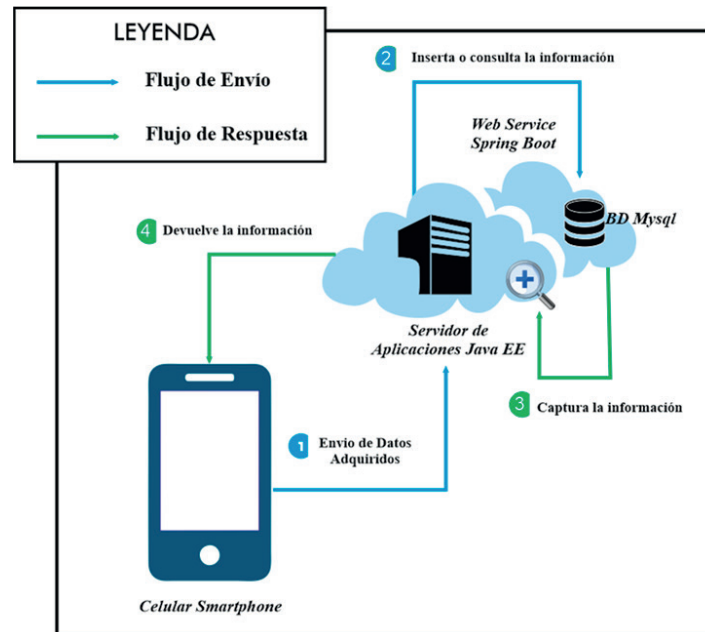 LEYENDA
Flujo de Envío
Flujo de Respuesta
2 Inserta o consulta la información
Web Service
Spring Boot
BD Mysql
4 Devuelve la información
Servidor de
Aplicaciones Java EE
3 Captura la información
1 Envio de Datos
Adquiridos
Celular Smartphone